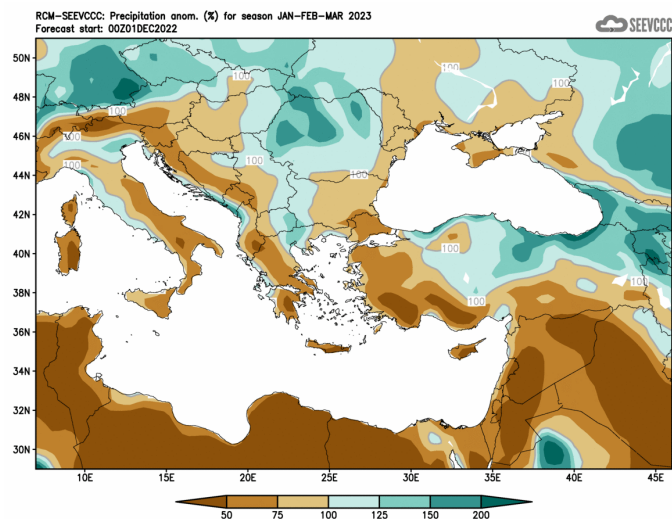 RCM-SEEVCCC: Precipitation anom. (%) for season JAN-FEB-MAR 2023
Forecast start: 00Z01DEC2022
SEEVCCC
50N
48N
46N
44N
42N
40N
38N
36N
34N
32N
30N
100
100
100
100
100
100
100
100
100
100
100
100
10E
15E
20E
25E
30E
35E
40E
45E
50
75
100
125
150
200